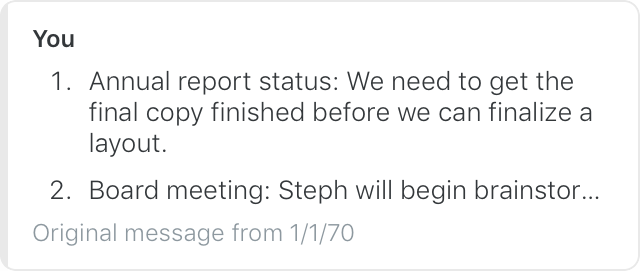 You
1. Annual report status: We need to get the
final copy finished before we can finalize a
layout.
2. Board meeting: Steph will begin brainstor...
Original message from 1/1/70